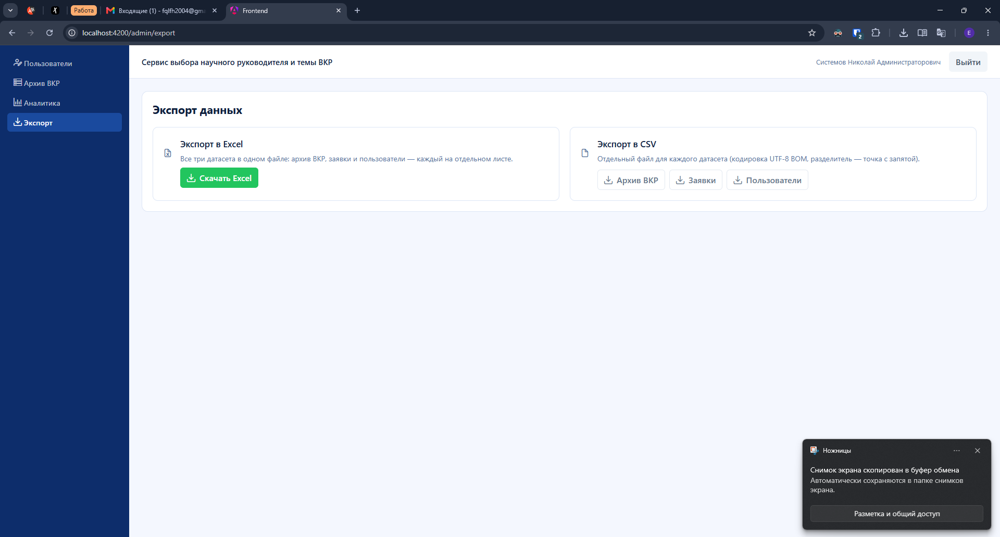 Работа
Входящие (1) - fqlfh2004@gma
Frontend
localhost:4200/admin/export
2
E
Пользователи
Архив ВКР
Аналитика
Экспорт
Сервис выбора научного руководителя и темы ВКР
Системов Николай Администраторович
Выйти
Экспорт данных
Экспорт в Excel
Все три датасета в одном файле: архив ВКР, заявки и пользователи — каждый на отдельном листе.
Скачать Excel
Экспорт в CSV
Отдельный файл для каждого датасета (кодировка UTF-8 BOM, разделитель — точка с запятой).
Архив ВКР
Заявки
Пользователи
Ножницы
Снимок экрана скопирован в буфер обмена
Автоматически сохраняются в папке снимков
экрана.
Разметка и общий доступ